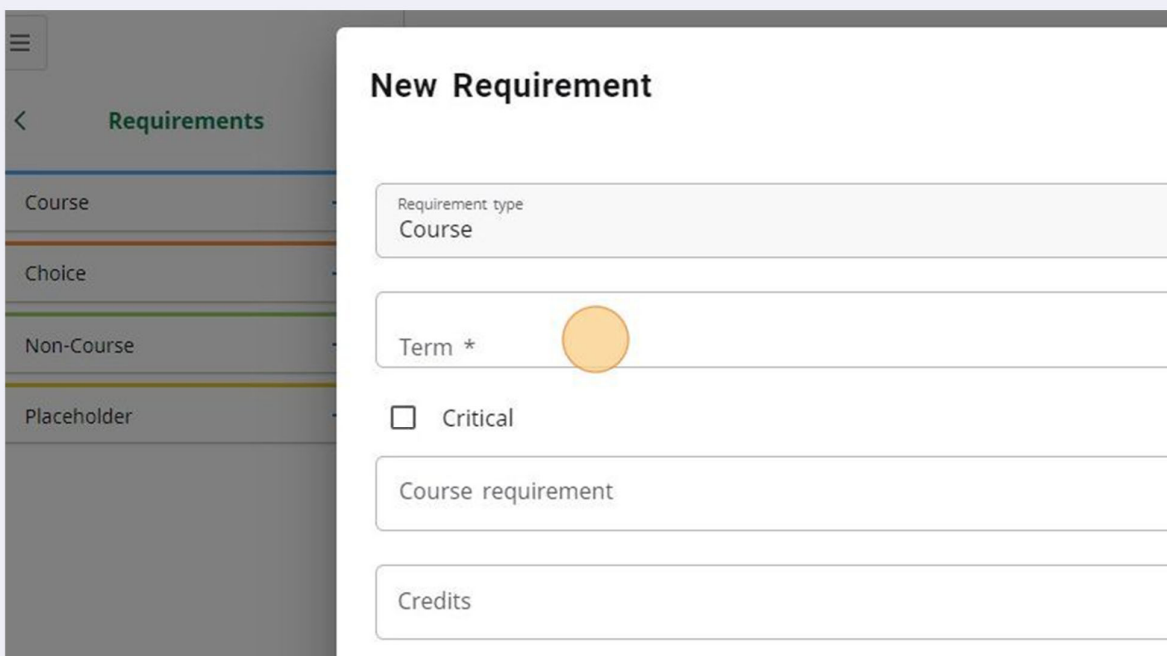 New Requirement
Requirements
Course
Choice
Non-Course
Placeholder
Requirement type
Course
Term *
Critical
Course requirement
Credits